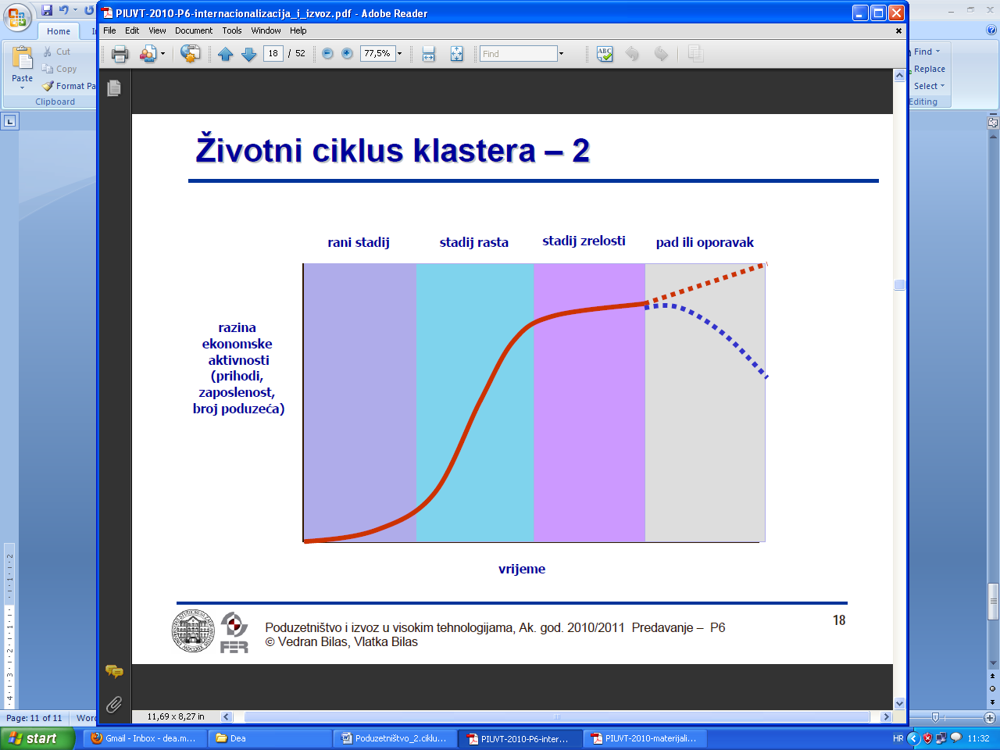 PIUVT-2010-P6-internacionalizacija_i_izvoz.pdf - Adobe Reader
File Edit View Document Tools Window Help
18 / 52 77,5% Find
Home
Cut
Copy
Paste
Format Pa
Clipboard
Find
Replace
Select
Editing
Životni ciklus klastera – 2
rani stadij stadij rasta stadij zrelosti pad ili oporavak
razina
ekonomske
aktivnosti
(prihodi,
zaposlenost,
broj poduzeća)
vrijeme
Poduzetništvo i izvoz u visokim tehnologijama, Ak. god. 2010/2011 Predavanje – P6
© Vedran Bilas, Vlatka Bilas
18
FER
11,69 x 8,27 in
Page: 11 of 11 Word
start Gmail - Inbox - dea.m... Dea Poduzetništvo_2.ciklu... PIUVT-2010-P6-inter... PIUVT-2010-materijali... HR 11:32